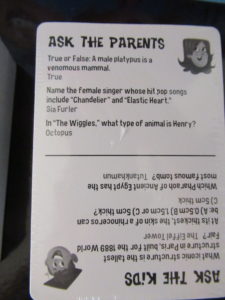 ASK THE PARENTS
True or False: A male platypus is a
venomous mammal.
True
Name the female singer whose hit pop songs
include "Chandelier" and "Elastic Heart."
Sia Furler
In "The Wiggles," what type of animal is Henry?
Octopus
ASK THE KIDS
What iconic structure is the tallest
structure in Paris, built for the 1889 World
Fair? The Eiffel Tower
At its thickest, the skin of a rhinoceros can
be A) 0.5cm B) 1.5cm or C) 5cm thick?
C) 5cm thick
Which Pharaoh of Ancient Egypt has the
most famous tomb? Tutankhamun